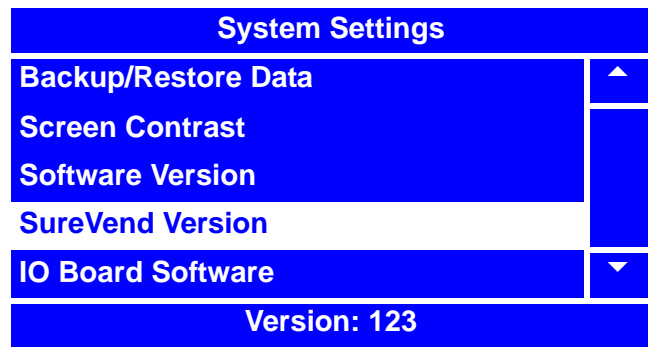 System Settings
Backup/Restore Data
Screen Contrast
Software Version
SureVend Version
IO Board Software
Version: 123